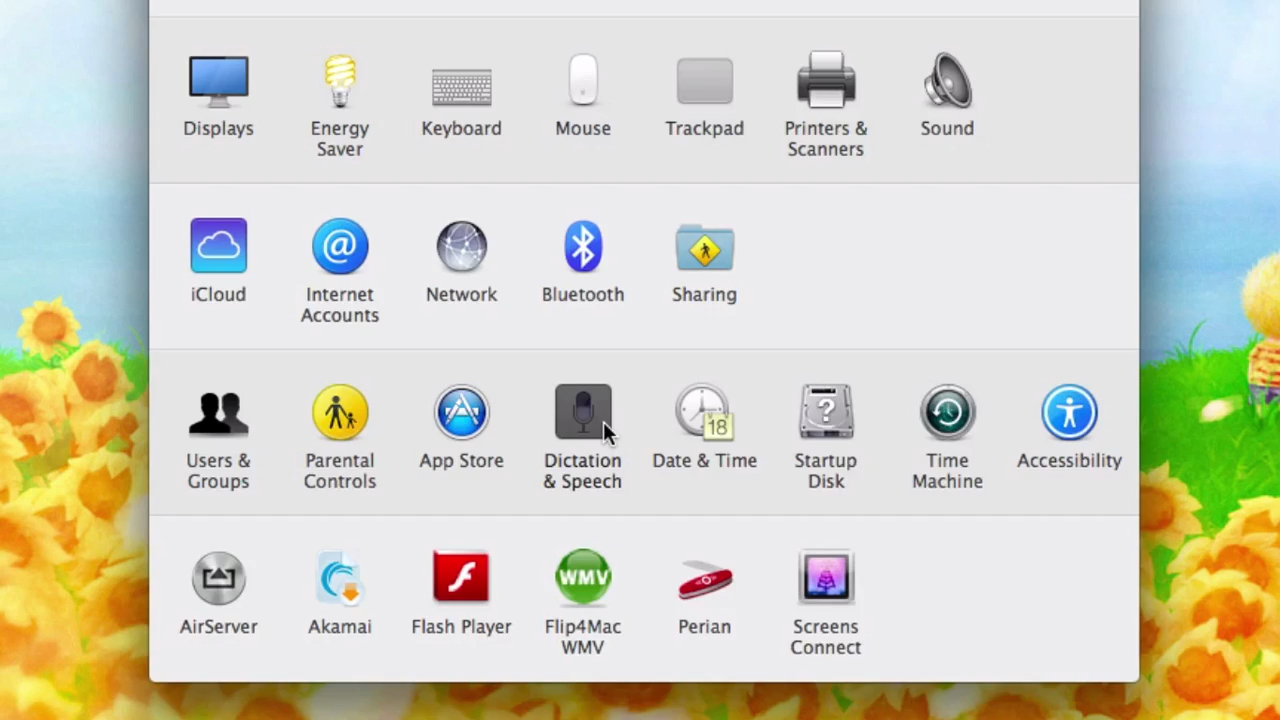 Displays
Energy
Saver
Keyboard
Mouse
Trackpad
Printers &
Scanners
Sound
iCloud
@
Internet
Accounts
Network
Bluetooth
Sharing
Users &
Groups
Parental
Controls
App Store
Dictation
& Speech
18
Date & Time
?
Startup
Disk
Time
Machine
Accessibility
AirServer
Akamai
Flash Player
WMV
Flip4Mac
WMV
Perian
Screens
Connect